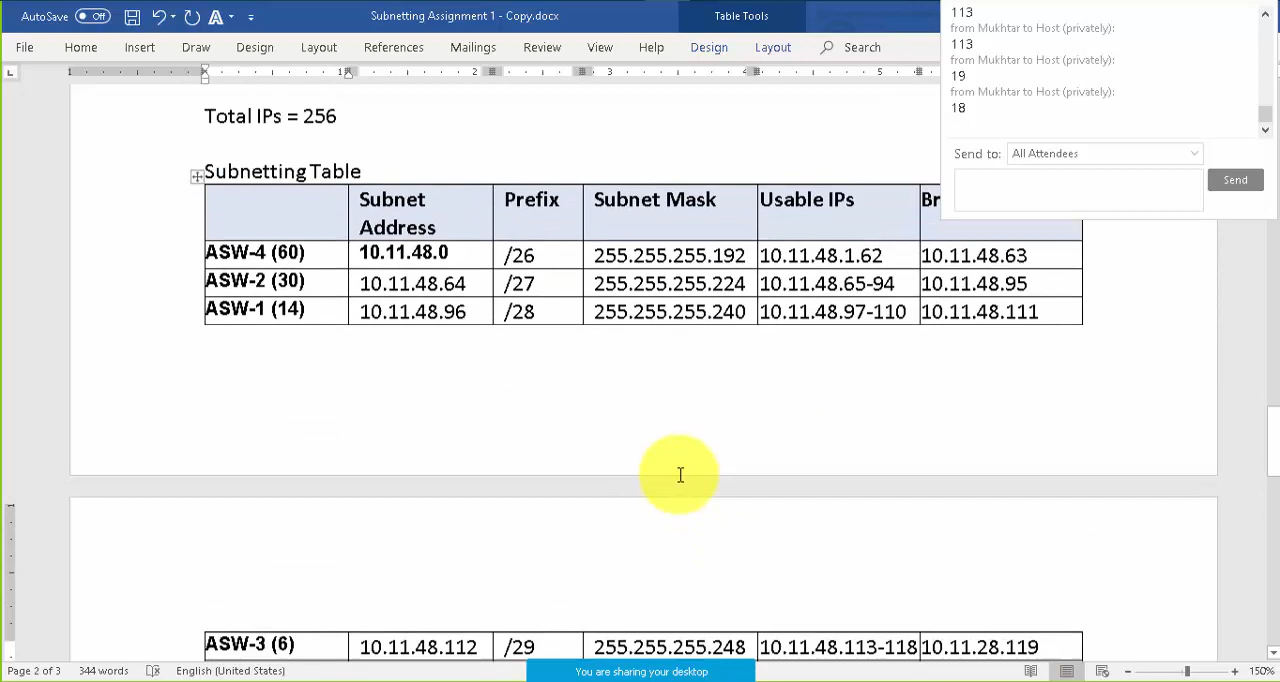 AutoSave Off
Subnetting Assignment 1 - Copy.docx
Table Tools
File Home Insert Draw Design Layout References Mailings Review View Help Design Layout Search
113
from Mukhtar to Host (privately):
113
from Mukhtar to Host (privately):
19
from Mukhtar to Host (privately):
18
Send to: All Attendees
Send
1 1 2 3 4 5
Total IPs = 256
Subnetting Table
Subnet Address Prefix Subnet Mask Usable IPs Br
ASW-4 (60) 10.11.48.0 /26 255.255.255.192 10.11.48.1.62 10.11.48.63
ASW-2 (30) 10.11.48.64 /27 255.255.255.224 10.11.48.65-94 10.11.48.95
ASW-1 (14) 10.11.48.96 /28 255.255.255.240 10.11.48.97-110 10.11.48.111
1
ASW-3 (6) 10.11.48.112 /29 255.255.255.248 10.11.48.113-118 10.11.28.119
Page 2 of 3 344 words English (United States) You are sharing your desktop 150%